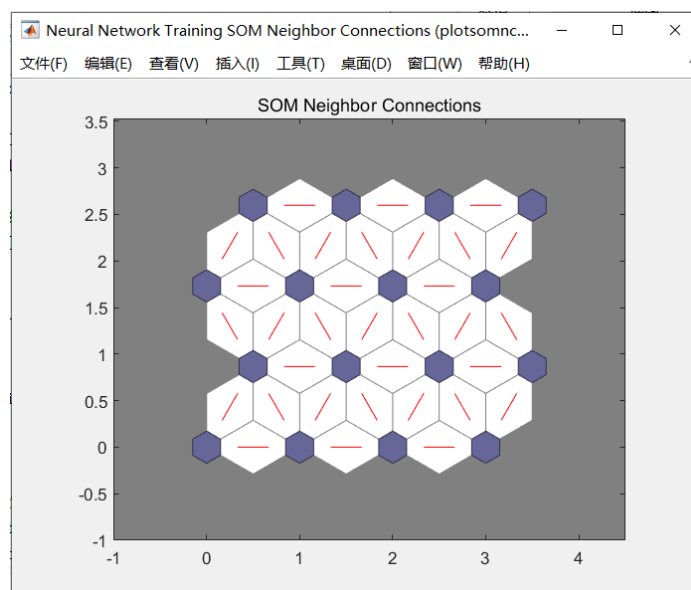 Neural Network Training SOM Neighbor Connections (plotsomnc...
文件(F) 编辑(E) 查看(V) 插入(I) 工具(T) 桌面(D) 窗口(W) 帮助(H)
SOM Neighbor Connections
3.5
3
2.5
2
1.5
1
0.5
0
-0.5
-1
-1 0 1 2 3 4